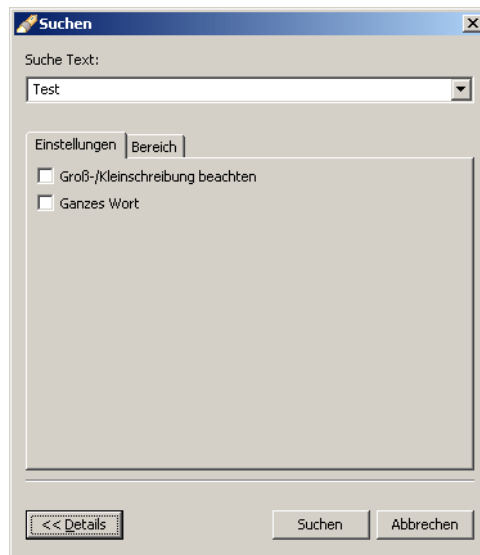 Suchen
Suche Text:
Test
Einstellungen Bereich
Groß-/Kleinschreibung beachten
Ganzes Wort
<< Details Suchen Abbrechen